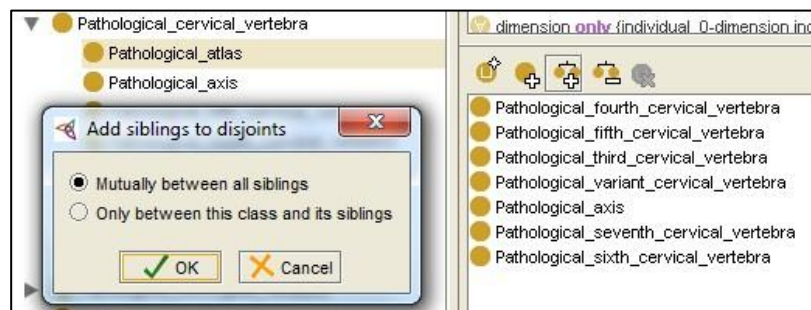 Pathological_cervical_vertebra
Pathological_atlas
Pathological_axis
Add siblings to disjoints
Mutually between all siblings
Only between this class and its siblings
OK
Cancel
dimension only {individual_0-dimension
Pathological_fourth_cervical_vertebra
Pathological_fifth_cervical_vertebra
Pathological_third_cervical_vertebra
Pathological_variant_cervical_vertebra
Pathological_axis
Pathological_seventh_cervical_vertebra
Pathological_sixth_cervical_vertebra